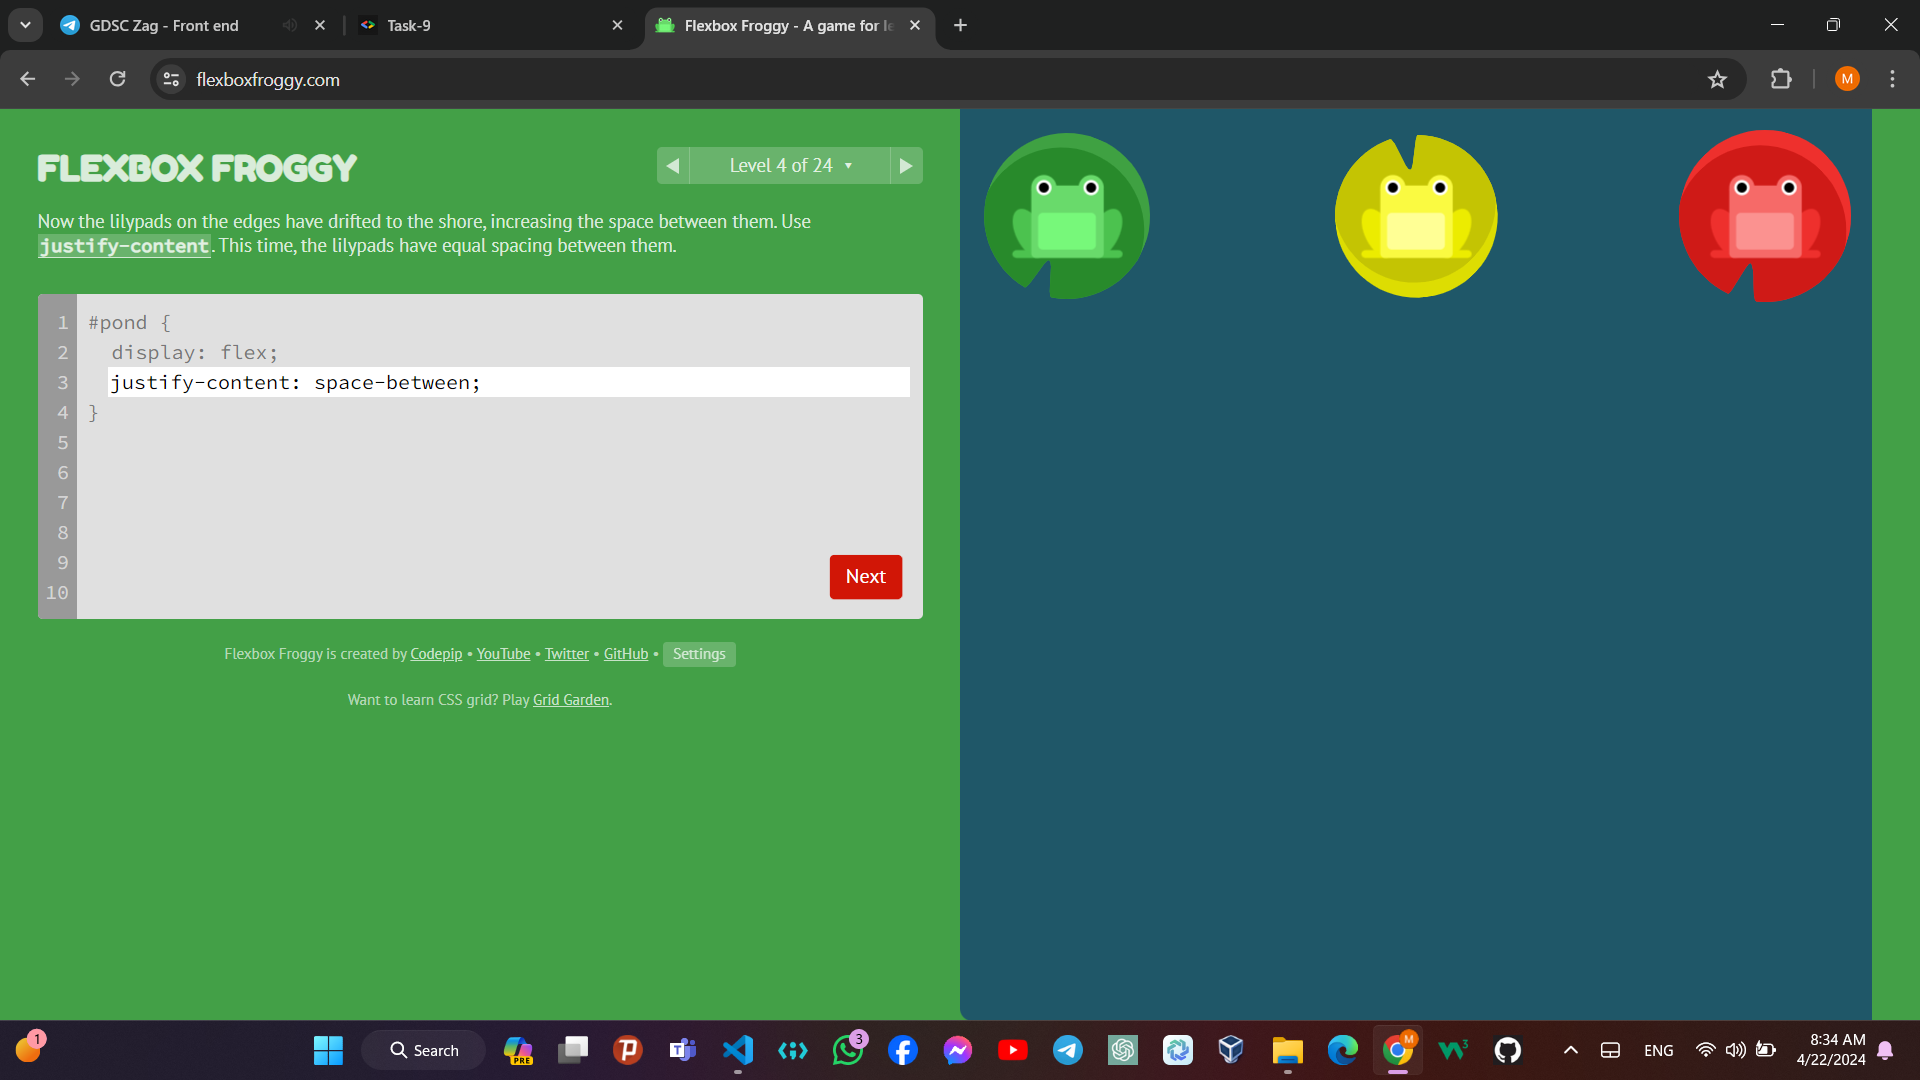 GDSC Zag - Front end
Task-9
Flexbox Froggy - A game for le
flexboxfroggy.com
M
FLEXBOX FROGGY
Level 4 of 24
Now the lilypads on the edges have drifted to the shore, increasing the space between them. Use
justify-content. This time, the lilypads have equal spacing between them.
1 #pond {
2 display: flex;
3 justify-content: space-between;
4 }
5
6
7
8
9
10
Next
Flexbox Froggy is created by Codepip • YouTube • Twitter • GitHub • Settings
Want to learn CSS grid? Play Grid Garden.
1
Search
PRE
3
M
ENG
8:34 AM
4/22/2024